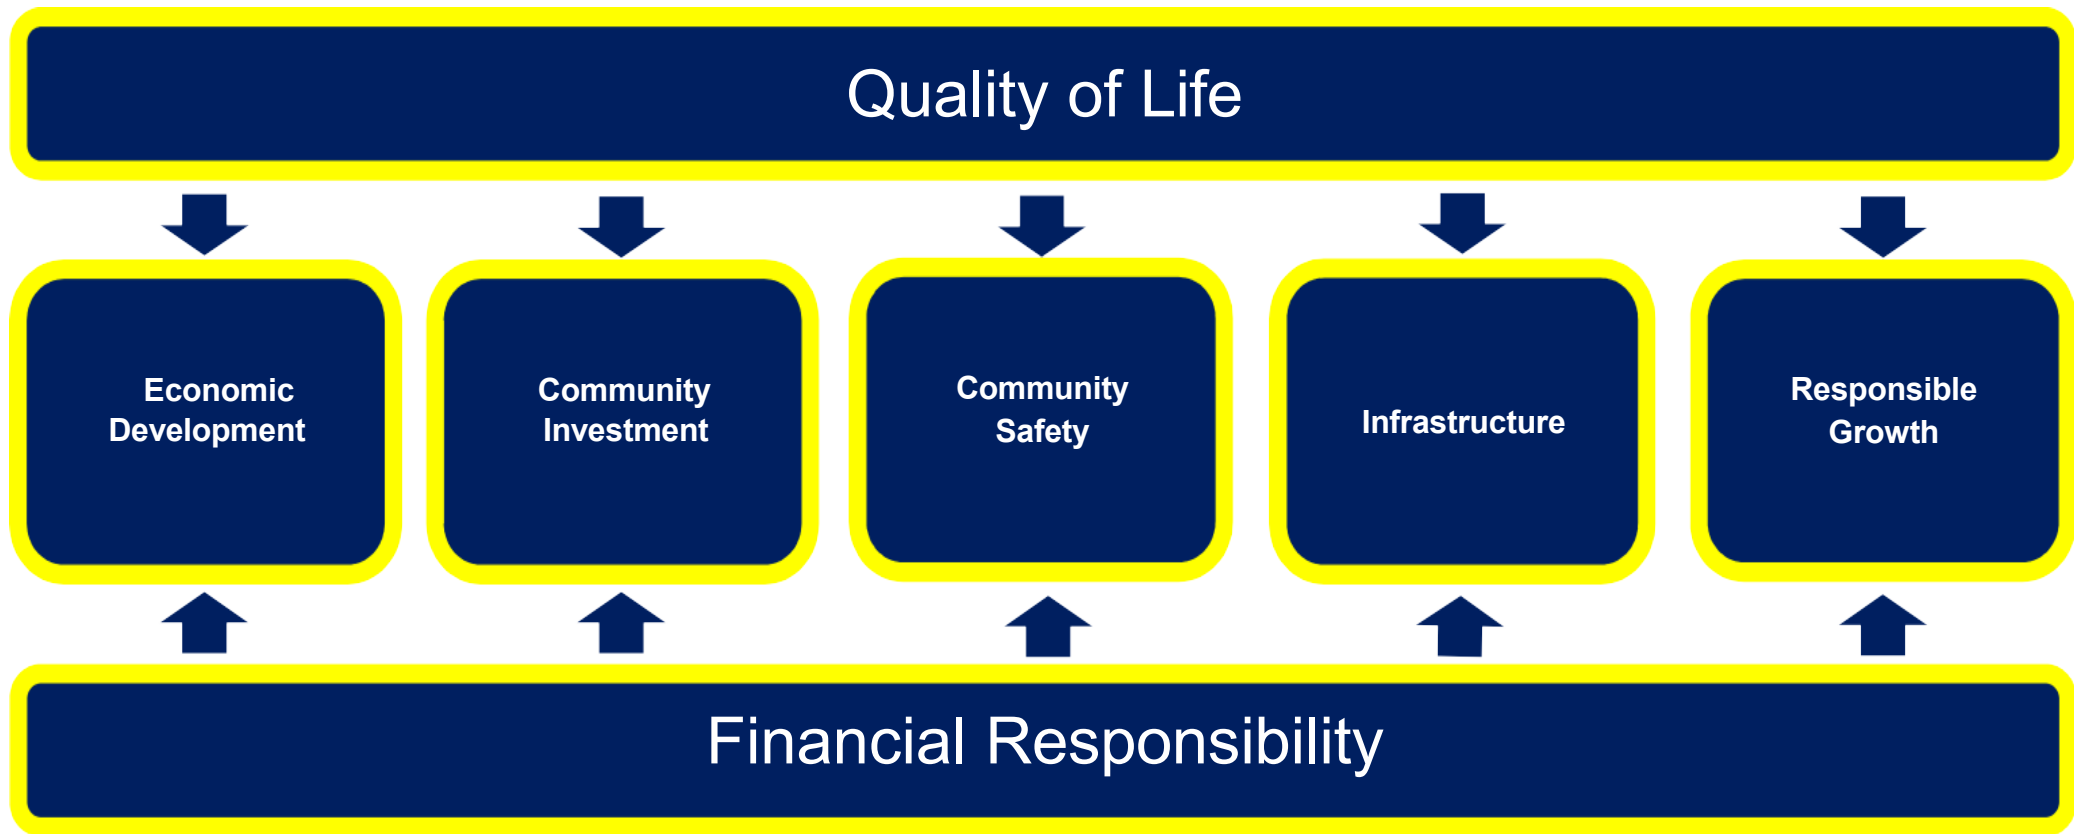 Quality of Life
Economic
Development
Community
Investment
Community
Safety
Infrastructure
Responsible
Growth
Financial Responsibility